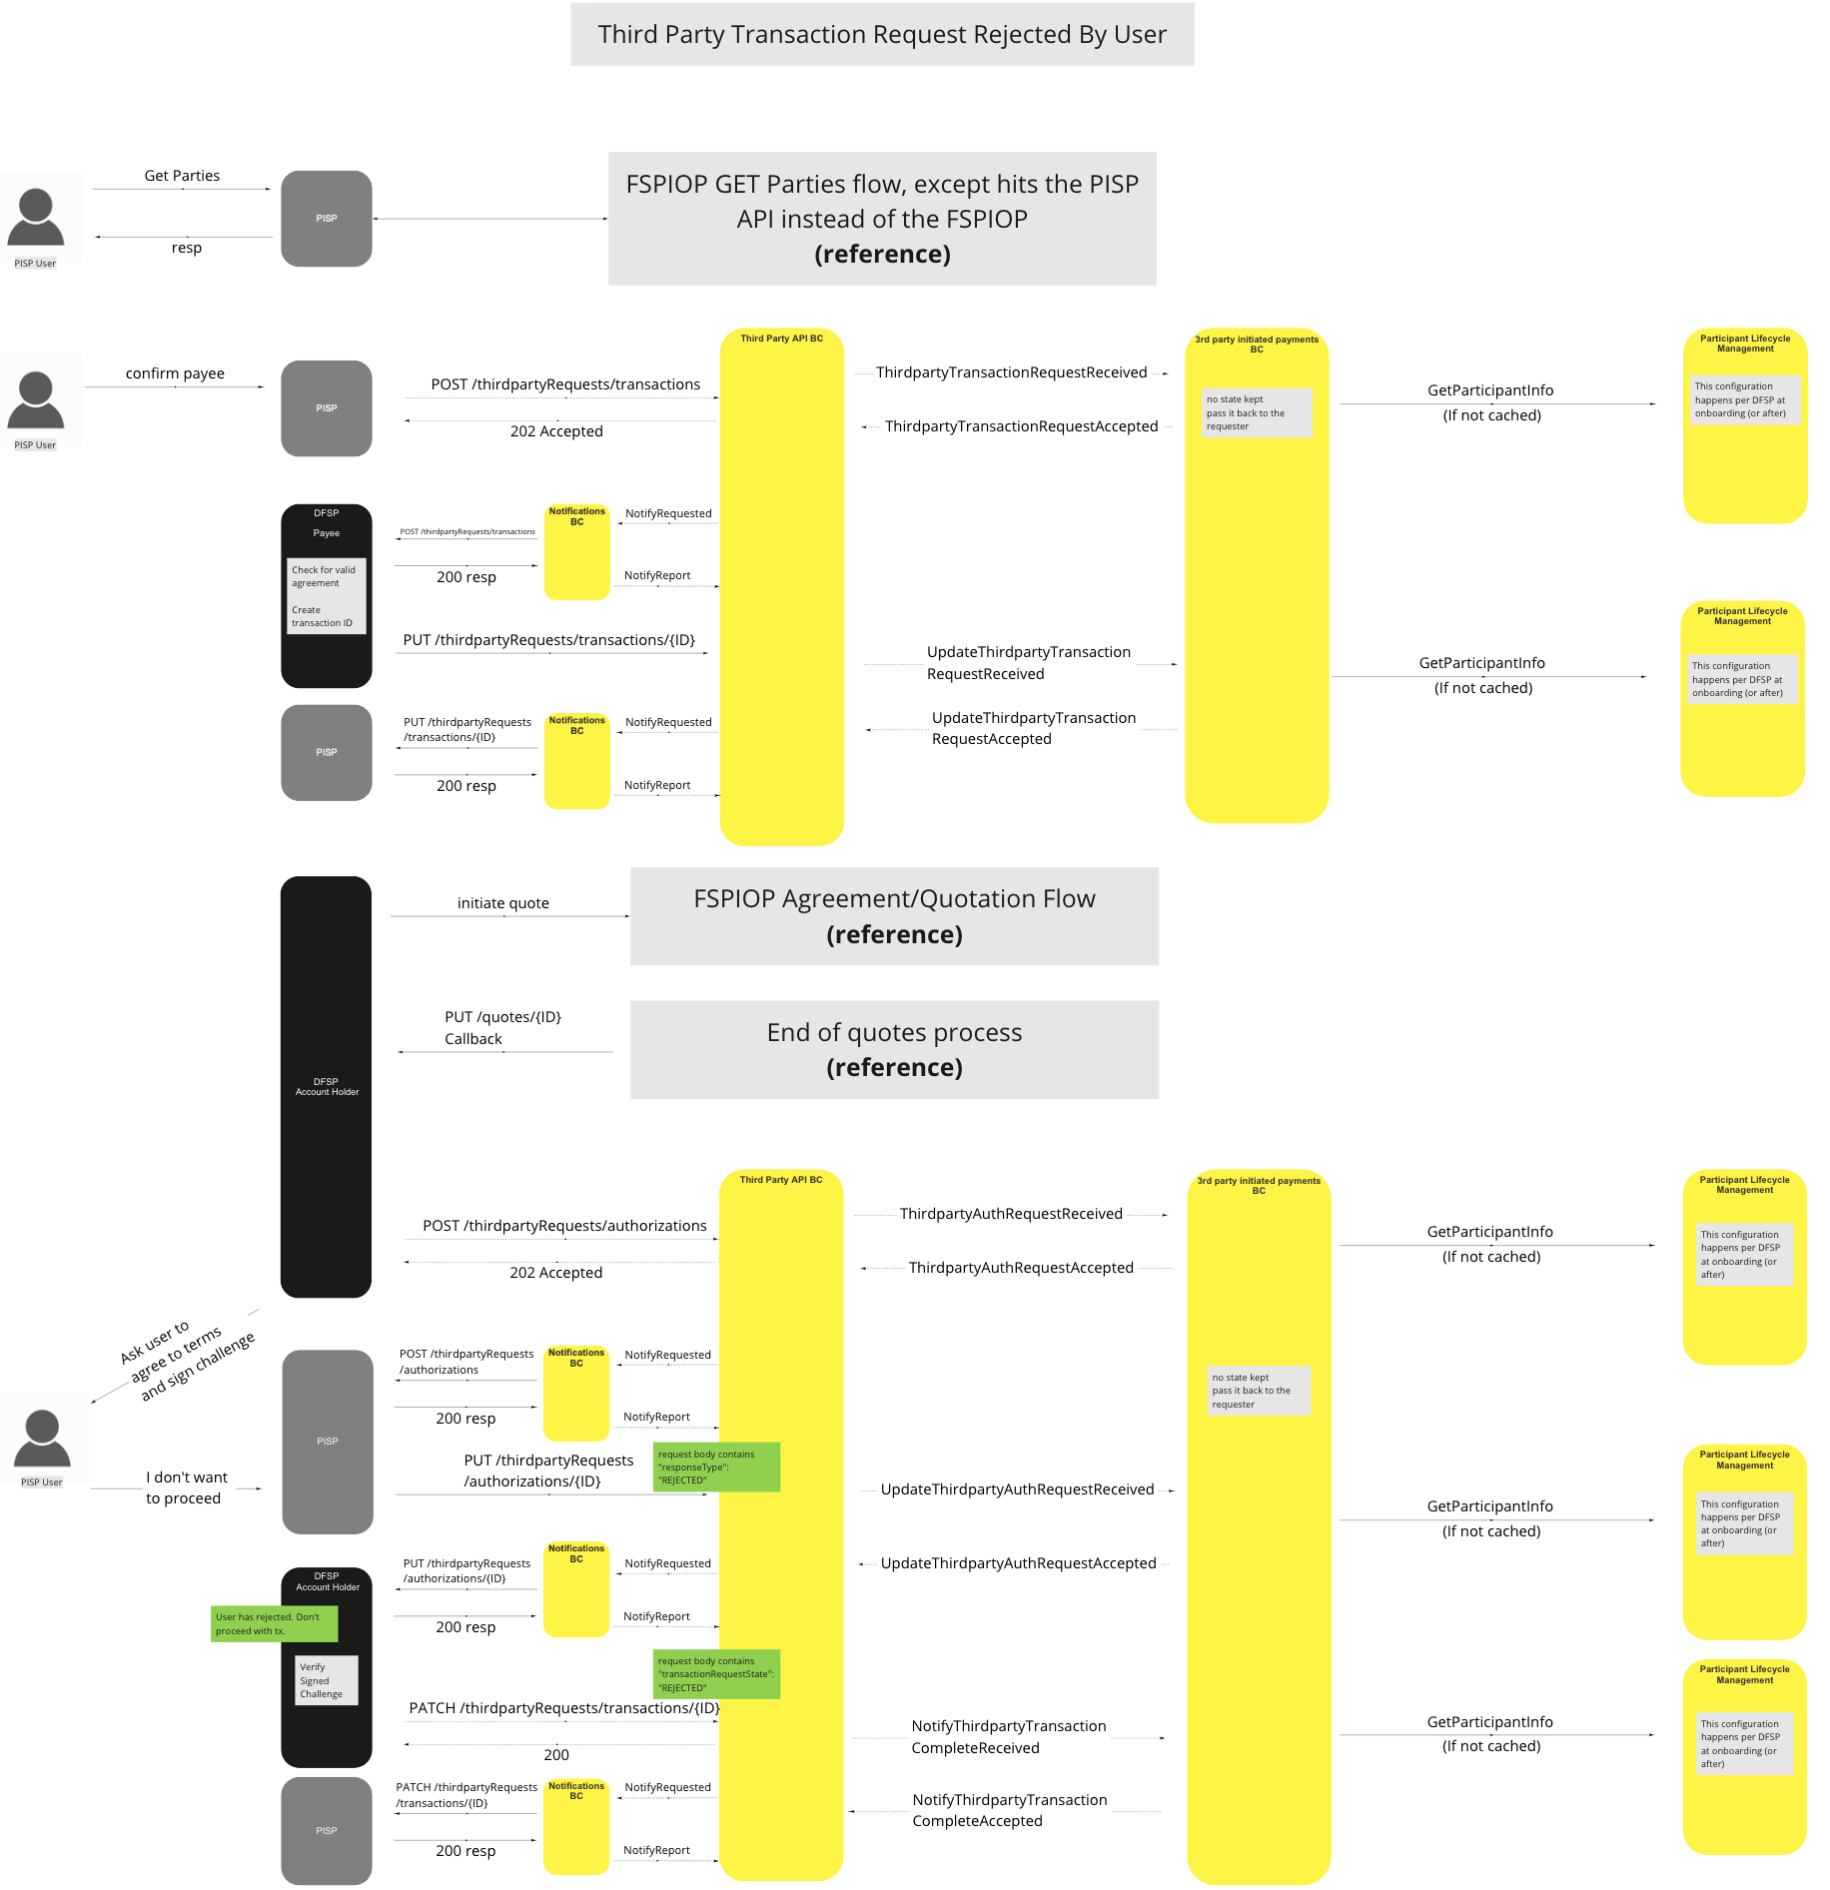 Third Party Transaction Request Rejected By User
Get Parties
resp
PISP User
PISP
FSPIOP GET Parties flow, except hits the PISP
API instead of the FSPIOP
(reference)
confirm payee
PISP User
PISP
POST /thirdpartyRequests/transactions
202 Accepted
Third Party API BC
ThirdpartyTransactionRequestReceived
ThirdpartyTransactionRequestAccepted
3rd party initiated payments
BC
no state kept
pass it back to the
requester
GetParticipantInfo
(If not cached)
Participant Lifecycle
Management
This configuration
happens per DFSP at
onboarding (or after)
DFSP
Payee
Check for valid
agreement
Create
transaction ID
POST /thirdpartyRequests/transactions
200 resp
Notifications
BC
NotifyRequested
NotifyReport
PUT /thirdpartyRequests/transactions/{ID}
UpdateThirdpartyTransaction
RequestReceived
GetParticipantInfo
(If not cached)
Participant Lifecycle
Management
This configuration
happens per DFSP at
onboarding (or after)
PISP
PUT /thirdpartyRequests
/transactions/{ID}
200 resp
Notifications
BC
NotifyRequested
NotifyReport
UpdateThirdpartyTransaction
RequestAccepted
DFSP
Account Holder
initiate quote
FSPIOP Agreement/Quotation Flow
(reference)
PUT /quotes/{ID}
Callback
End of quotes process
(reference)
POST /thirdpartyRequests/authorizations
202 Accepted
Third Party API BC
ThirdpartyAuthRequestReceived
ThirdpartyAuthRequestAccepted
3rd party initiated payments
BC
GetParticipantInfo
(If not cached)
Participant Lifecycle
Management
This configuration
happens per DFSP
at onboarding (or
after)
Ask user to
agree to terms
and sign challenge
PISP User
I don't want
to proceed
PISP
POST /thirdpartyRequests
/authorizations
200 resp
Notifications
BC
NotifyRequested
NotifyReport
no state kept
pass it back to the
requester
PUT /thirdpartyRequests
/authorizations/{ID}
request body contains
"responseType":
"REJECTED"
UpdateThirdpartyAuthRequestReceived
GetParticipantInfo
(If not cached)
Participant Lifecycle
Management
This configuration
happens per DFSP
at onboarding (or
after)
DFSP
Account Holder
User has rejected. Don't
proceed with tx.
Verify
Signed
Challenge
PUT /thirdpartyRequests
/authorizations/{ID}
200 resp
Notifications
BC
NotifyRequested
NotifyReport
UpdateThirdpartyAuthRequestAccepted
request body contains
"transactionRequestState":
"REJECTED"
PATCH /thirdpartyRequests/transactions/{ID}
200
NotifyThirdpartyTransaction
CompleteReceived
GetParticipantInfo
(If not cached)
Participant Lifecycle
Management
This configuration
happens per DFSP
at onboarding (or
after)
PISP
PATCH /thirdpartyRequests
/transactions/{ID}
200 resp
Notifications
BC
NotifyRequested
NotifyReport
NotifyThirdpartyTransaction
CompleteAccepted